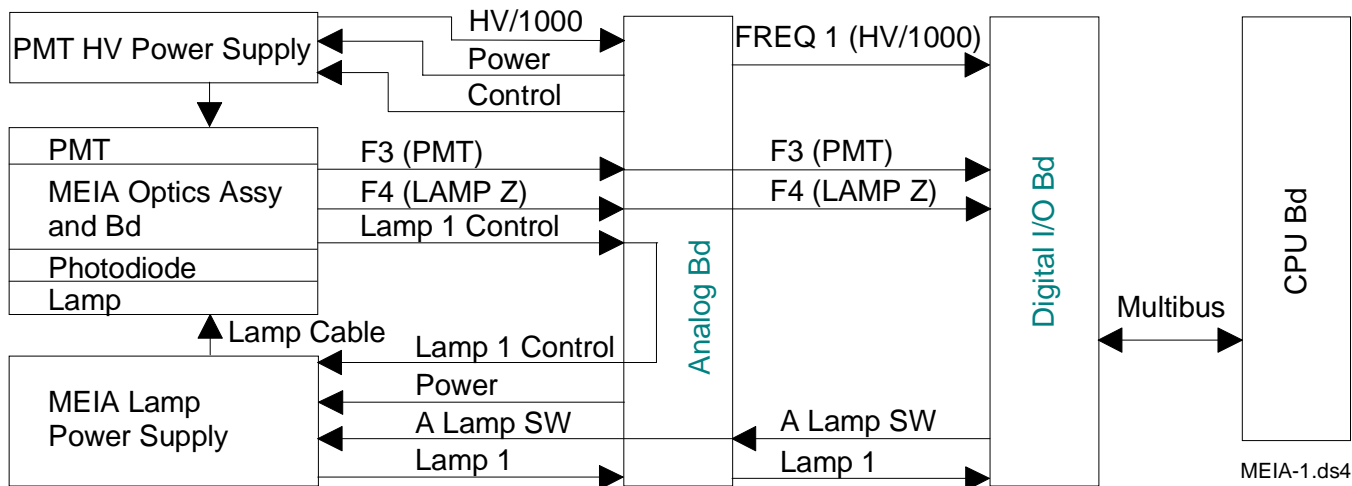 HV/1000
PMT HV Power Supply
Power
Control
FREQ 1 (HV/1000)
PMT
MEIA Optics Assy
and Bd
Photodiode
Lamp
F3 (PMT)
F4 (LAMP Z)
Lamp 1 Control
F3 (PMT)
F4 (LAMP Z)
Analog Bd
Digital I/O Bd
Multibus
CPU Bd
Lamp Cable
MEIA Lamp
Power Supply
Lamp 1 Control
Power
A Lamp SW
Lamp 1
A Lamp SW
Lamp 1
MEIA-1.ds4